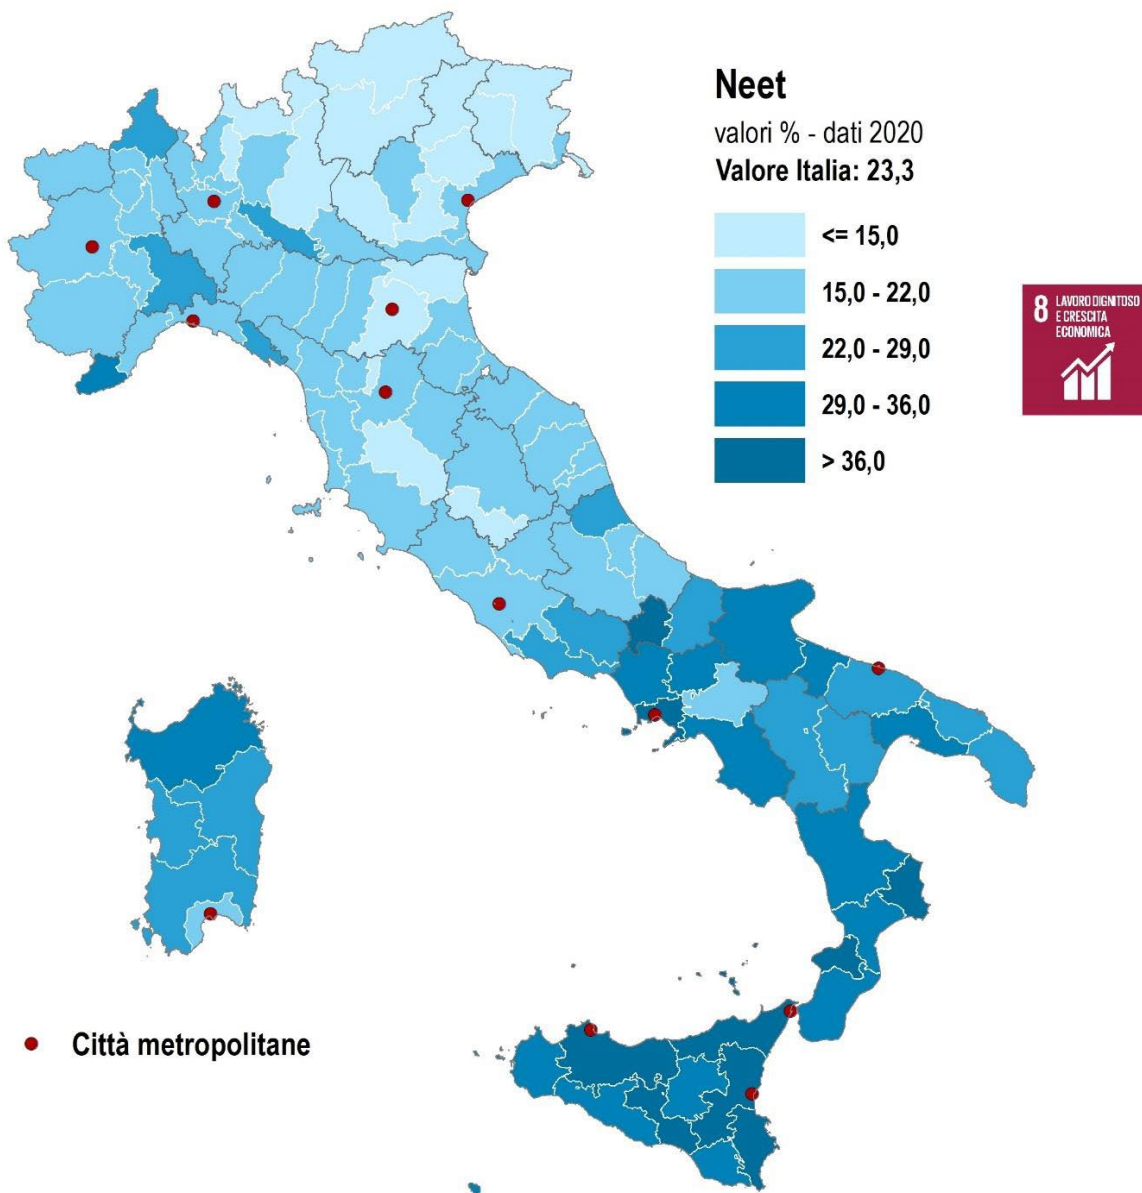 Neet
valori % - dati 2020
Valore Italia: 23,3
<= 15,0
15,0 - 22,0
22,0 - 29,0
29,0 - 36,0
> 36,0
8 LAVORO DIGNITOSO
E CRESCITA
ECONOMICA
Città metropolitane